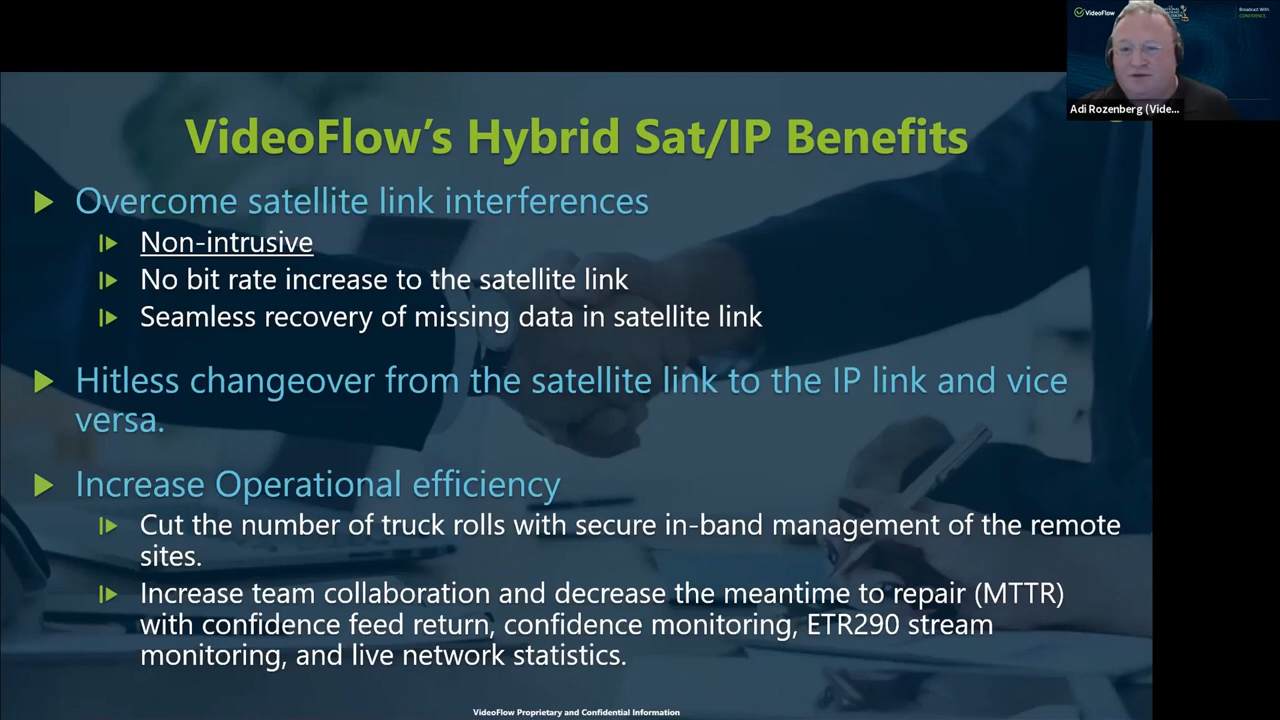 VideoFlow
Broadcast With
CONFIDENCE
Adi Rozenberg (Vide...
VideoFlow's Hybrid Sat/IP Benefits
Overcome satellite link interferences
Non-intrusive
No bit rate increase to the satellite link
Seamless recovery of missing data in satellite link
Hitless changeover from the satellite link to the IP link and vice
versa.
Increase Operational efficiency
Cut the number of truck rolls with secure in-band management of the remote
sites.
Increase team collaboration and decrease the meantime to repair (MTTR)
with confidence feed return, confidence monitoring, ETR290 stream
monitoring, and live network statistics.
VideoFlow Proprietary and Confidential Information